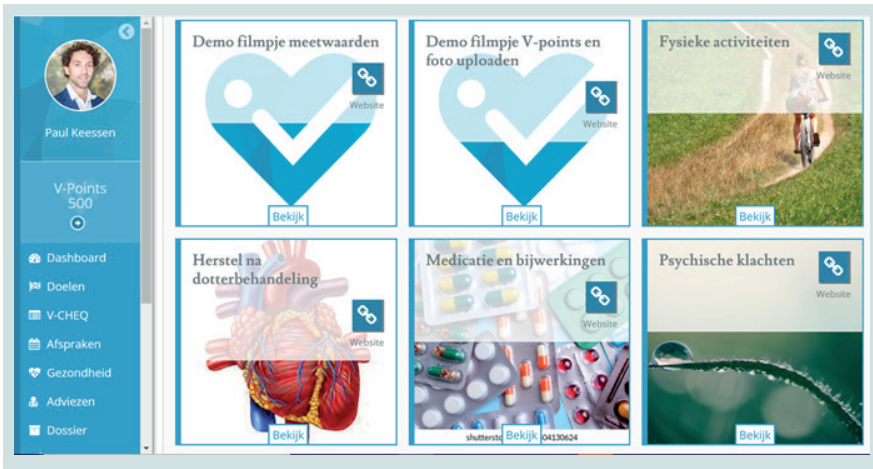 Paul Keessen
V-Points
500
Dashboard
Doelen
V-CHEQ
Afspraken
Gezondheid
Adviezen
Dossier
Demo filmpje meetwaarden
Website
Bekijk
Demo filmpje V-points en
foto uploaden
Website
Bekijk
Fysieke activiteiten
Website
Bekijk
Herstel na
dotterbehandeling
Website
Bekijk
Medicatie en bijwerkingen
Website
shutterst
Bekijk
04130624
Psychische klachten
Website
Bekijk